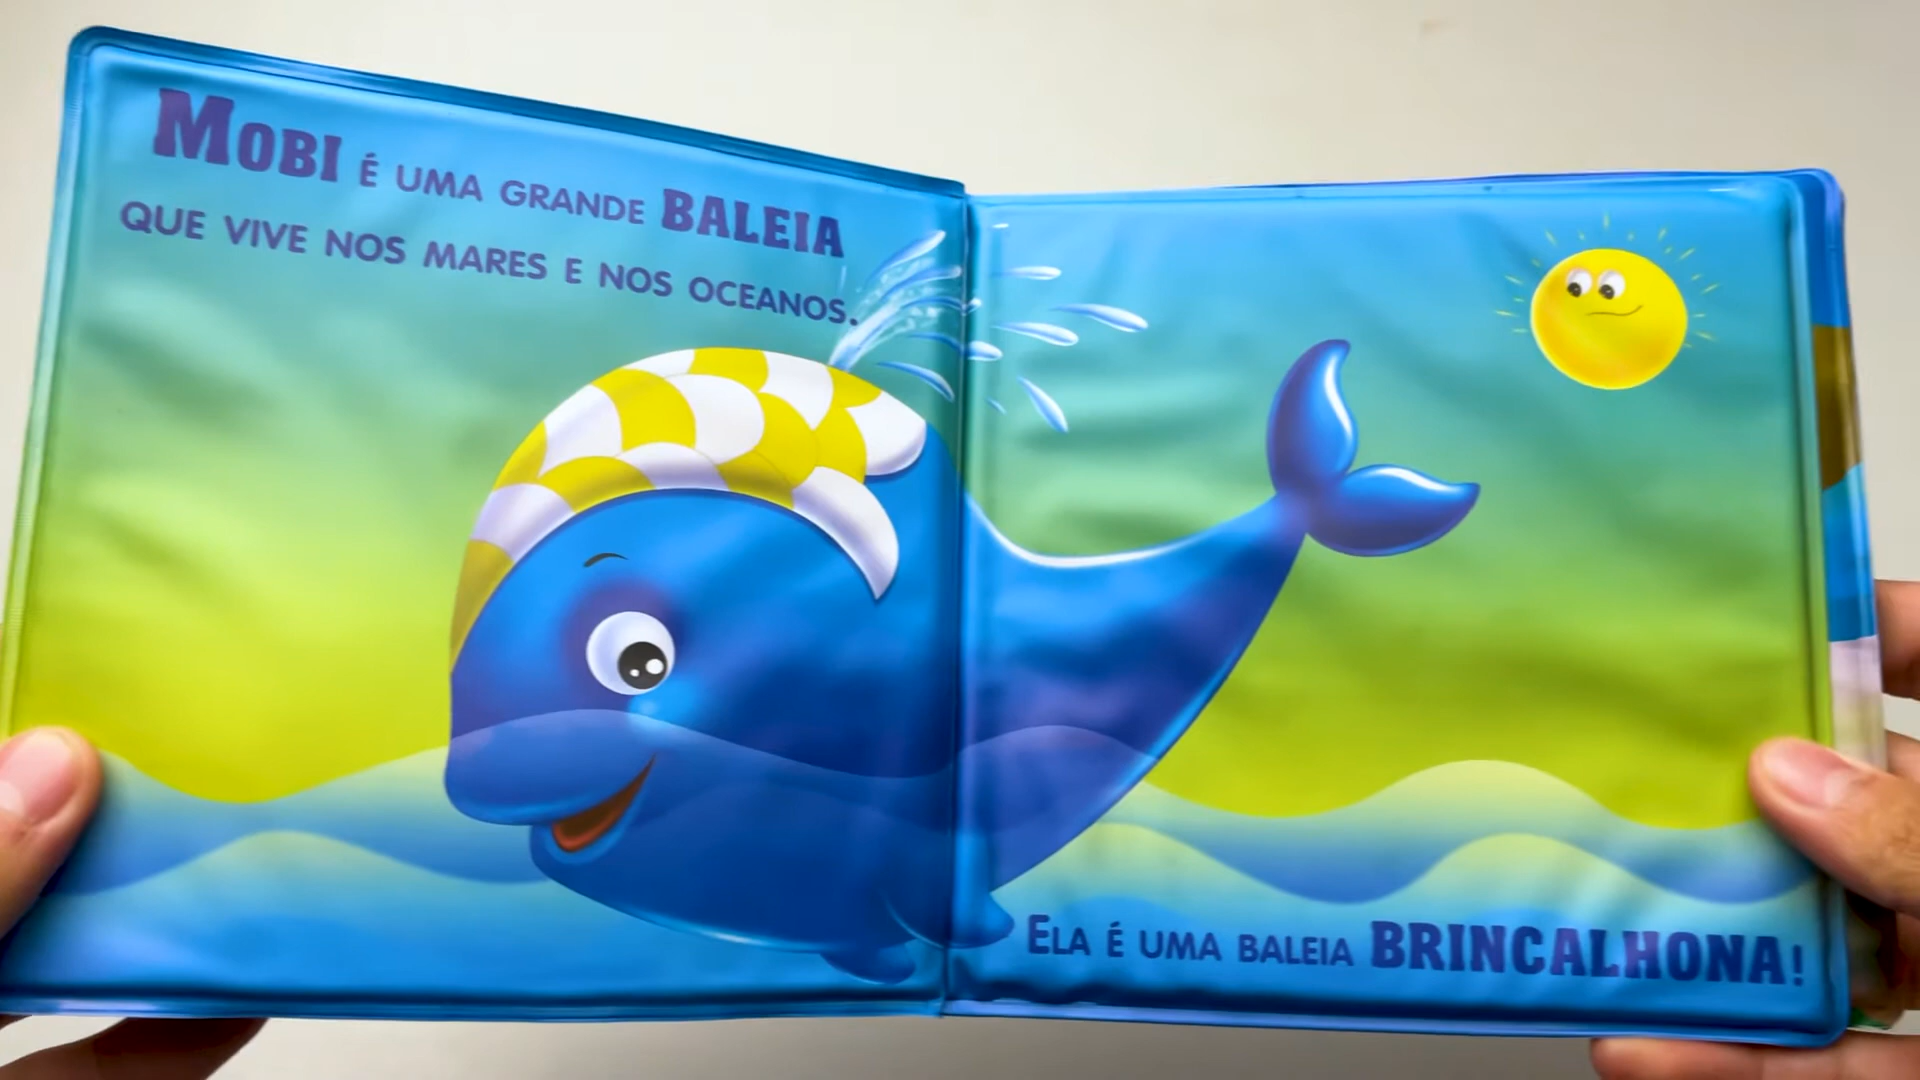 MOBI É UMA GRANDE BALEIA
QUE VIVE NOS MARES E NOS OCEANOS.
ELA É UMA BALEIA BRINCALHONA!